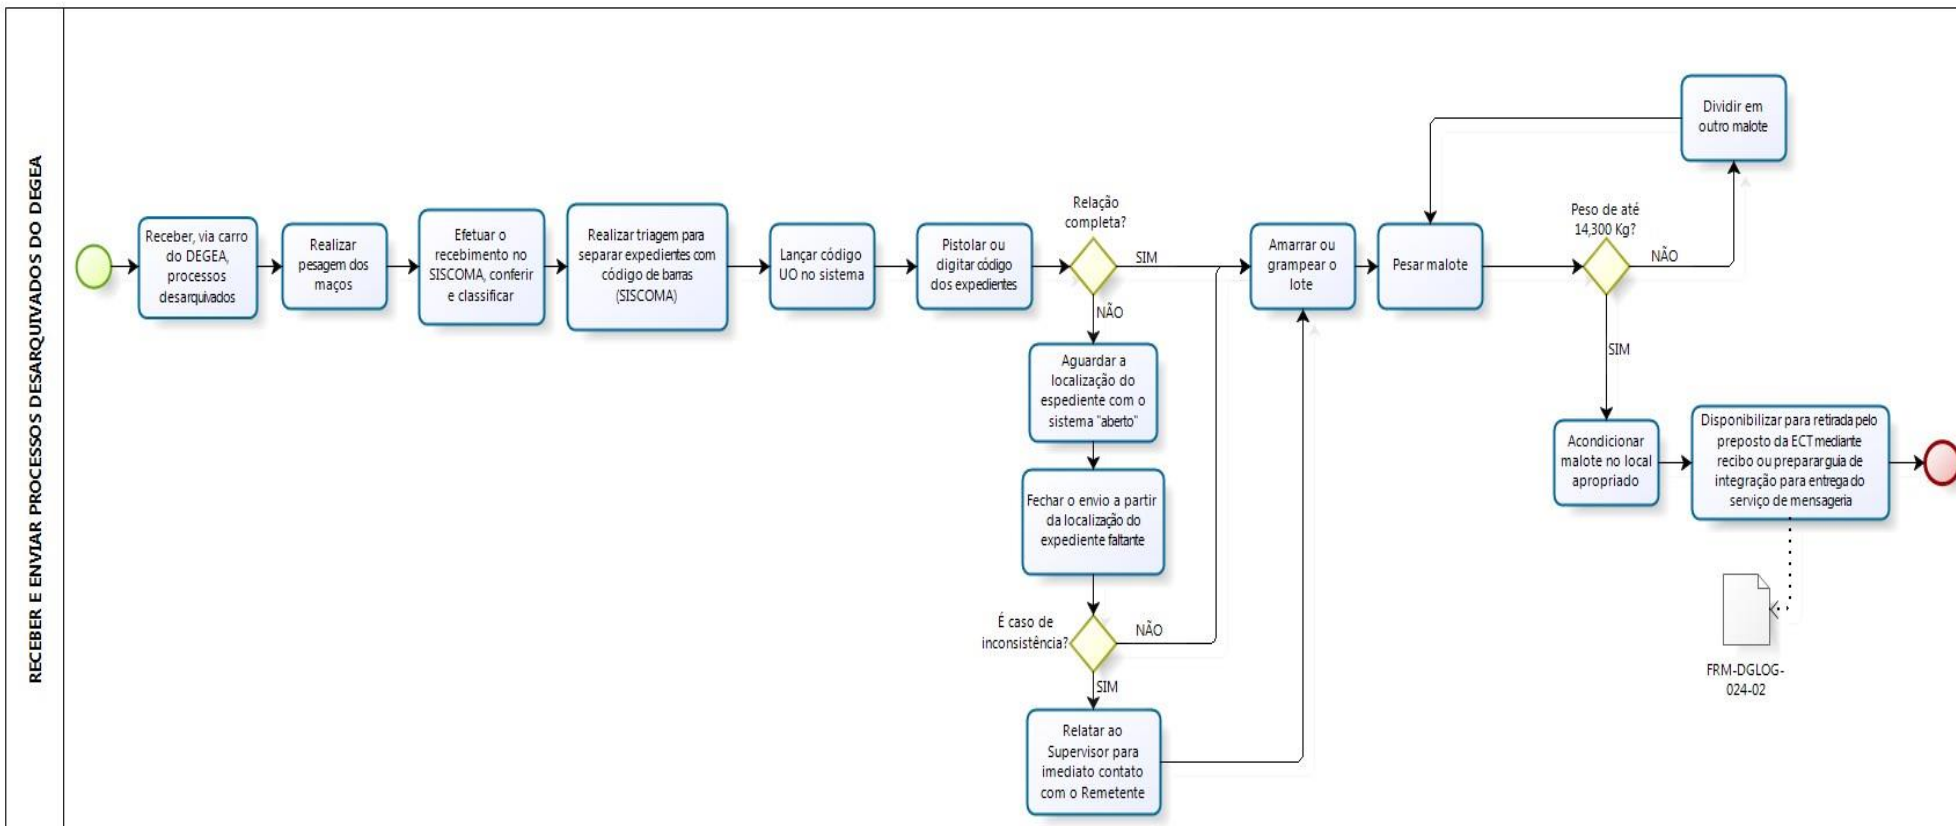 RECEBER E ENVIAR PROCESSOS DESARQUIVADOS DO DEGEA
Receber, via carro
do DEGEA,
processos
desarquivados
Realizar
pesagem dos
maços
Efetuar o
recebimento no
SISCOMA, conferir
e classificar
Realizar triagem para
separar expedientes com
código de barras
(SISCOMA)
Lançar código
UO no sistema
Pistolar ou
digitar código
dos expedientes
Relação
completa?
SIM
NÃO
Aguardar a
localização do
espediente com o
sistema "aberto"
Fechar o envio a partir
da localização do
expediente faltante
É caso de
inconsistência?
NÃO
SIM
Relatar ao
Supervisor para
imediato contato
com o Remetente
Amarrar ou
grampear o
lote
Pesar malote
Peso de até
14,300 Kg?
NÃO
Dividir em
outro malote
SIM
Acondicionar
malote no local
apropriado
Disponibilizar para retirada pelo
preposto da ECT mediante
recibo ou preparar guia de
integração para entrega do
serviço de mensageria
FRM-DGLOG-
024-02